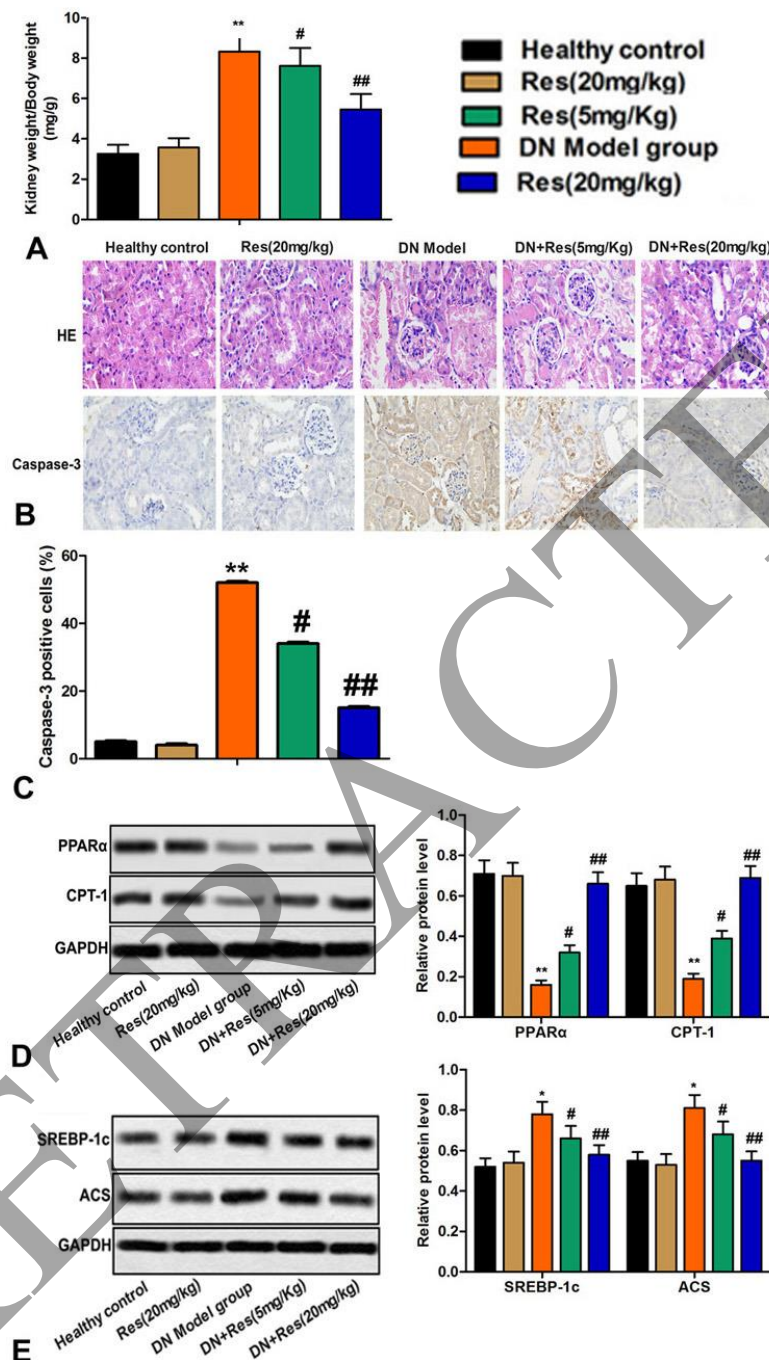 10
8
6
4
2
0
Kidney weight/Body weight
(mg/g)
**
#
##
Healthy control
Res(20mg/kg)
Res(5mg/Kg)
DN Model group
Res(20mg/kg)
A
Healthy control
Res(20mg/kg)
DN Model
DN+Res(5mg/Kg)
DN+Res(20mg/kg)
HE
Caspase-3
B
Caspase-3 positive cells (%)
60
40
20
0
**
#
##
C
PPARα
CPT-1
GAPDH
Healthy control
Res(20mg/kg)
DN Model group
DN+Res(5mg/Kg)
DN+Res(20mg/kg)
Relative protein level
1.0
0.8
0.6
0.4
0.2
0.0
**
#
##
**
#
##
PPARα
CPT-1
D
SREBP-1c
ACS
GAPDH
Healthy control
Res(20mg/kg)
DN Model group
DN+Res(5mg/Kg)
DN+Res(20mg/kg)
Relative protein level
1.0
0.8
0.6
0.4
0.2
0.0
*
#
##
*
#
##
SREBP-1c
ACS
E